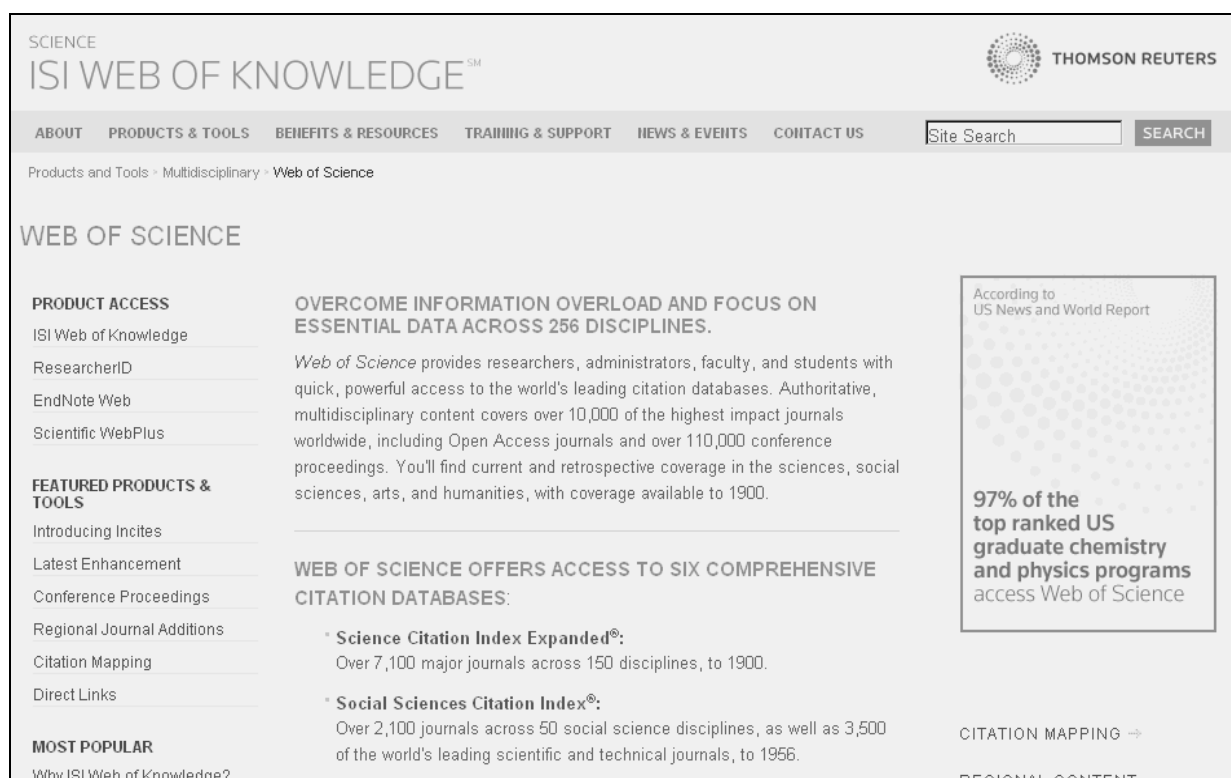 SCIENCE
ISI WEB OF KNOWLEDGE℠
THOMSON REUTERS
ABOUT PRODUCTS & TOOLS BENEFITS & RESOURCES TRAINING & SUPPORT NEWS & EVENTS CONTACT US Site Search SEARCH
Products and Tools Multidisciplinary Web of Science
WEB OF SCIENCE
PRODUCT ACCESS
ISI Web of Knowledge
ResearcherID
EndNote Web
Scientific WebPlus
FEATURED PRODUCTS &
TOOLS
Introducing Incites
Latest Enhancement
Conference Proceedings
Regional Journal Additions
Citation Mapping
Direct Links
MOST POPULAR
Why ISI Web of Knowledge?
OVERCOME INFORMATION OVERLOAD AND FOCUS ON
ESSENTIAL DATA ACROSS 256 DISCIPLINES.
Web of Science provides researchers, administrators, faculty, and students with
quick, powerful access to the world's leading citation databases. Authoritative,
multidisciplinary content covers over 10,000 of the highest impact journals
worldwide, including Open Access journals and over 110,000 conference
proceedings. You'll find current and retrospective coverage in the sciences, social
sciences, arts, and humanities, with coverage available to 1900.
WEB OF SCIENCE OFFERS ACCESS TO SIX COMPREHENSIVE
CITATION DATABASES:
Science Citation Index Expanded®:
Over 7,100 major journals across 150 disciplines, to 1900.
Social Sciences Citation Index®:
Over 2,100 journals across 50 social science disciplines, as well as 3,500
of the world's leading scientific and technical journals, to 1956.
According to
US News and World Report
97% of the
top ranked US
graduate chemistry
and physics programs
access Web of Science
CITATION MAPPING →
REGIONAL CONTENT